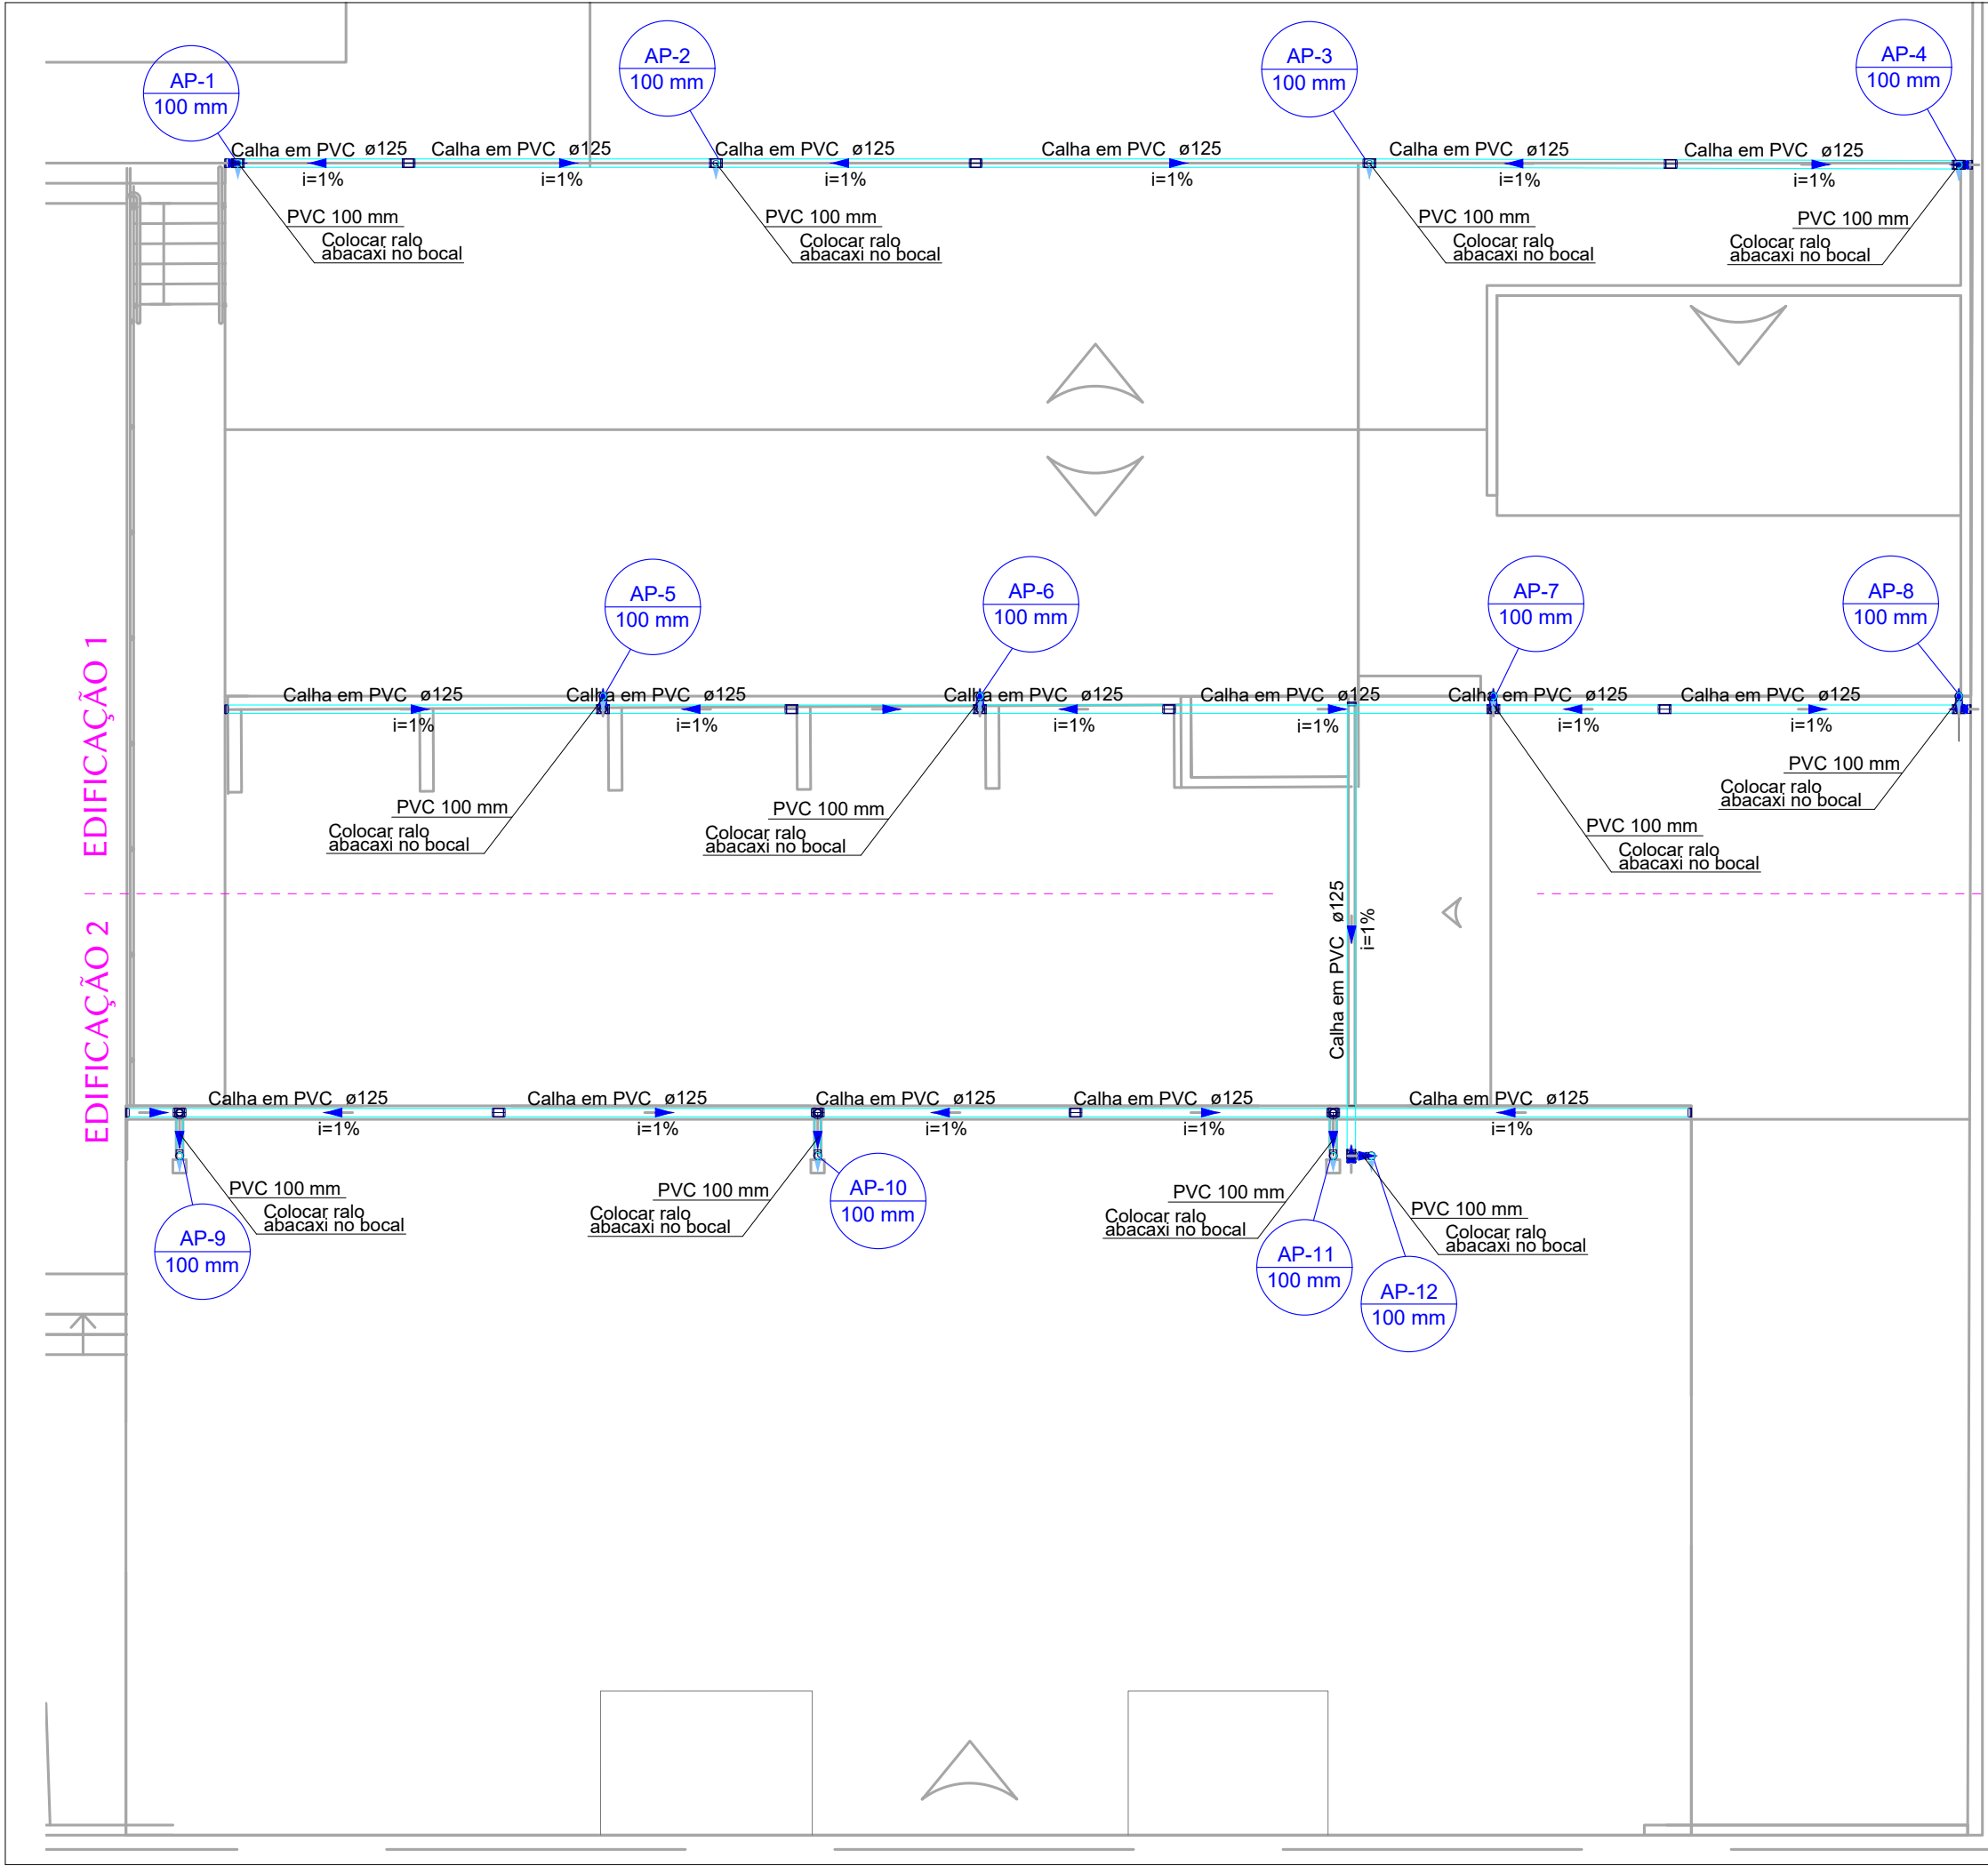 AP-1
100 mm
AP-2
100 mm
AP-3
100 mm
AP-4
100 mm
Calha em PVC ø125
i=1%
Calha em PVC ø125
i=1%
Calha em PVC ø125
i=1%
Calha em PVC ø125
i=1%
Calha em PVC ø125
i=1%
Calha em PVC ø125
i=1%
PVC 100 mm
Colocar ralo
abacaxi no bocal
PVC 100 mm
Colocar ralo
abacaxi no bocal
PVC 100 mm
Colocar ralo
abacaxi no bocal
PVC 100 mm
Colocar ralo
abacaxi no bocal
AP-5
100 mm
AP-6
100 mm
AP-7
100 mm
AP-8
100 mm
EDIFICAÇÃO 1
Calha em PVC ø125
i=1%
Calha em PVC ø125
i=1%
Calha em PVC ø125
i=1%
Calha em PVC ø125
i=1%
Calha em PVC ø125
i=1%
Calha em PVC ø125
i=1%
PVC 100 mm
Colocar ralo
abacaxi no bocal
PVC 100 mm
Colocar ralo
abacaxi no bocal
PVC 100 mm
Colocar ralo
abacaxi no bocal
PVC 100 mm
Colocar ralo
abacaxi no bocal
EDIFICAÇÃO 2
Calha em PVC ø125
i=1%
Calha em PVC ø125
i=1%
Calha em PVC ø125
i=1%
Calha em PVC ø125
i=1%
Calha em PVC ø125
i=1%
Calha em PVC ø125
i=1%
PVC 100 mm
Colocar ralo
abacaxi no bocal
AP-9
100 mm
PVC 100 mm
Colocar ralo
abacaxi no bocal
AP-10
100 mm
PVC 100 mm
Colocar ralo
abacaxi no bocal
AP-11
100 mm
PVC 100 mm
Colocar ralo
abacaxi no bocal
AP-12
100 mm